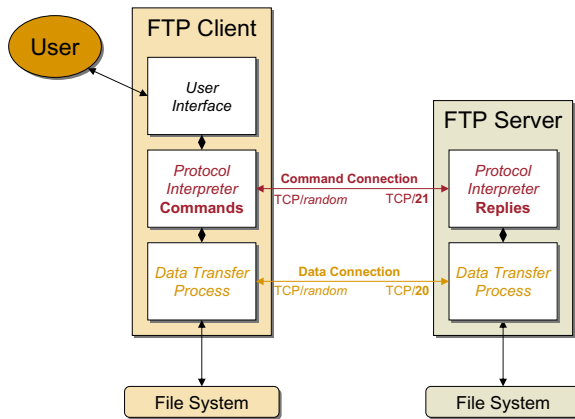 FTP Client
User
User
Interface
FTP Server
Protocol
Interpreter
Commands
Command Connection
TCP/random TCP/21
Protocol
Interpreter
Replies
Data Transfer
Process
Data Connection
TCP/random TCP/20
Data Transfer
Process
File System
File System